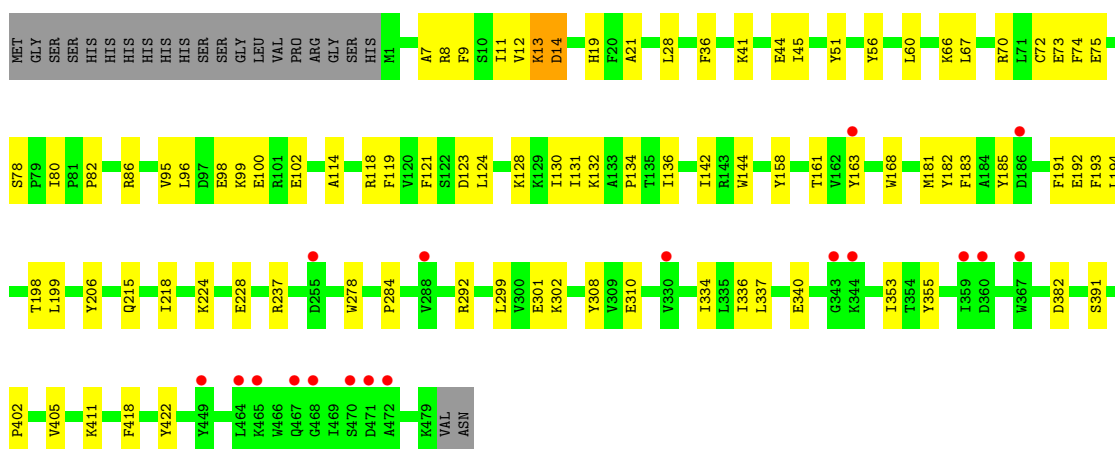 MET GLY SER SER HIS HIS HIS HIS HIS HIS SER SER GLY LEU VAL PRO ARG GLY SER HIS M1 A7 R8 F9 S10 I11 V12 K13 D14 H19 F20 A21 L28 F36 K41 E44 I45 Y51 Y56 L60 K66 L67 R70 L71 C72 E73 F74 E75
S78 P79 I80 P81 P82 R86 V95 L96 D97 E98 K99 E100 R101 E102 A114 R118 F119 V120 F121 S122 D123 L124 K128 K129 I130 I131 K132 A133 P134 T135 I136 I142 R143 W144 Y158 T161 V162 Y163 W168 M181 Y182 F183 A184 Y185 D186 F191 E192 F193 L194
T198 L199 Y206 Q215 I218 K224 E228 R237 D255 W278 P284 V288 R292 L299 V300 E301 K302 Y308 V309 E310 V330 I334 L335 I336 L337 E340 G343 K344 I353 T354 Y355 I359 D360 W367 D382 S391
P402 V405 K411 F418 Y422 Y449 L464 K465 W466 Q467 G468 I469 S470 D471 A472 K479 VAL ASN